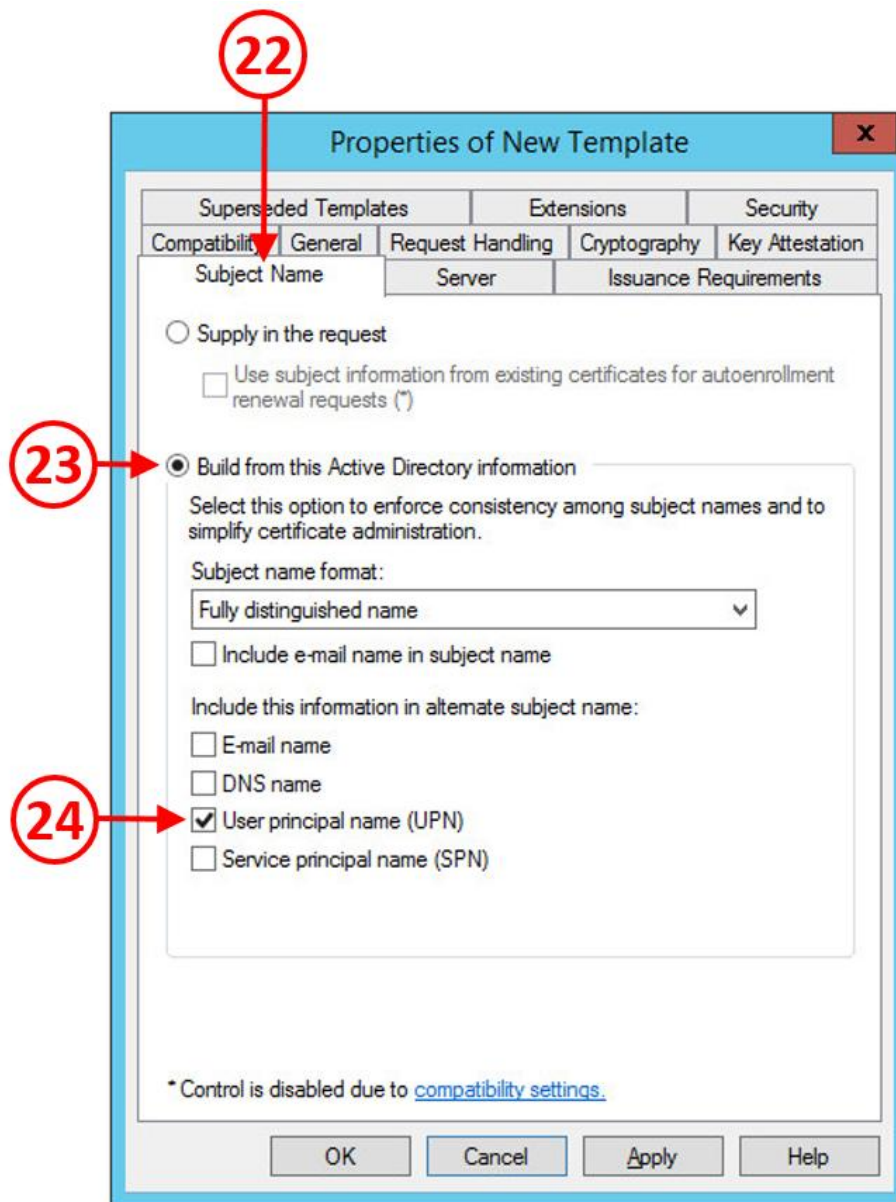 22
Properties of New Template
x
Superseded Templates Extensions Security
Compatibility General Request Handling Cryptography Key Attestation
Subject Name Server Issuance Requirements
Supply in the request
Use subject information from existing certificates for autoenrollment
renewal requests (*)
23
Build from this Active Directory information
Select this option to enforce consistency among subject names and to
simplify certificate administration.
Subject name format:
Fully distinguished name
Include e-mail name in subject name
Include this information in alternate subject name:
E-mail name
DNS name
24
User principal name (UPN)
Service principal name (SPN)
* Control is disabled due to compatibility settings.
OK Cancel Apply Help